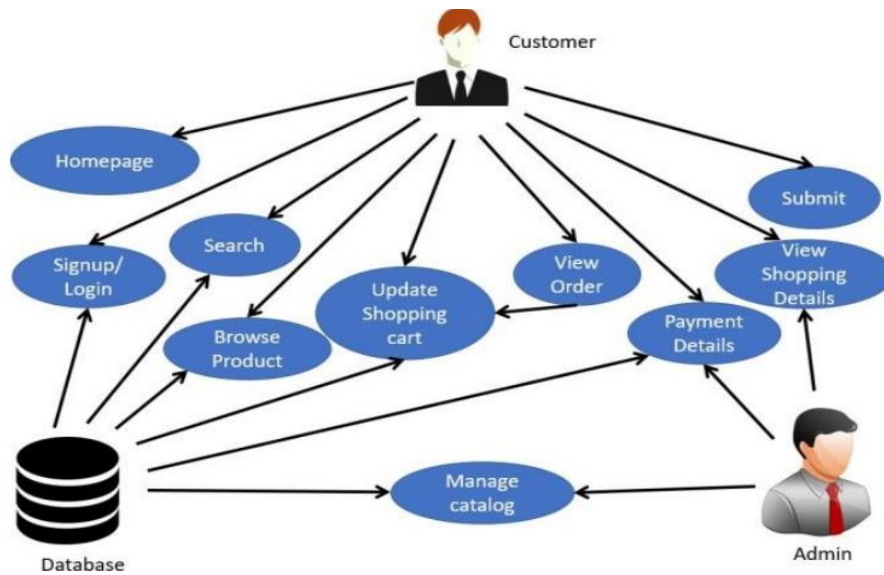 Customer
Homepage
Submit
Signup/
Login
Search
View
Order
View
Shopping
Details
Update
Shopping
cart
Browse
Product
Payment
Details
Manage
catalog
Database
Admin